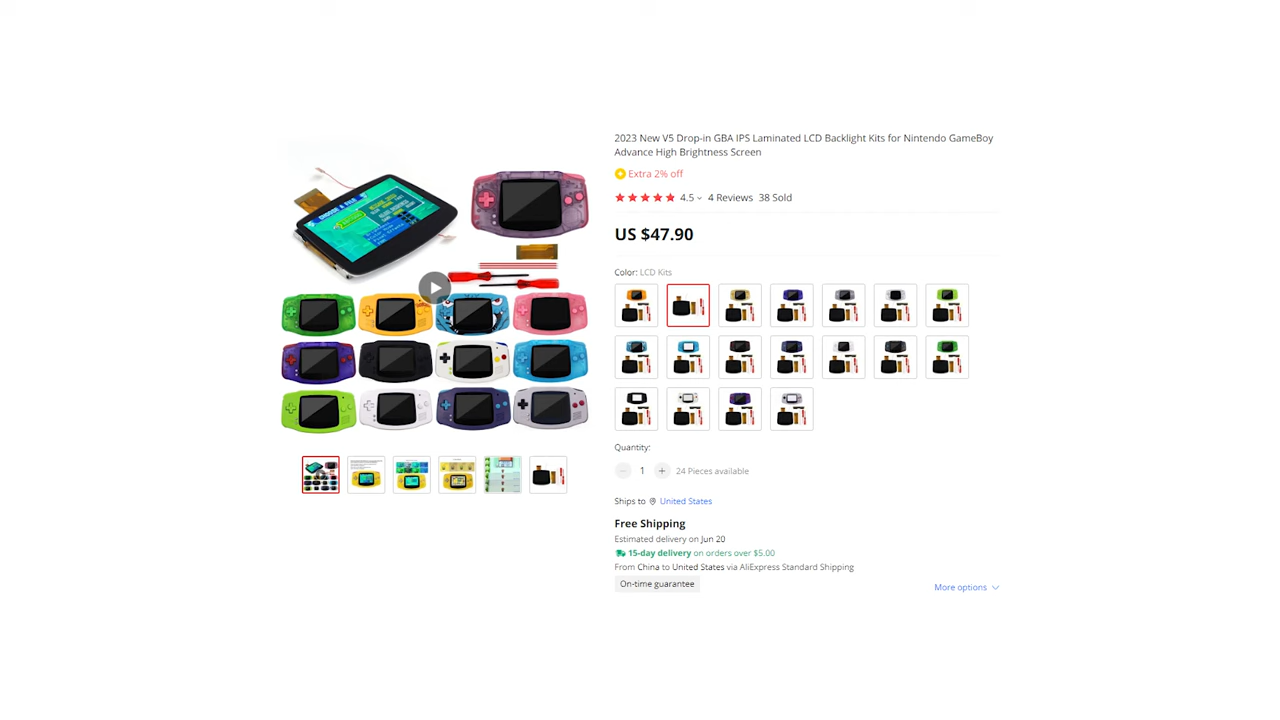 2023 New V5 Drop-in GBA IPS Laminated LCD Backlight Kits for Nintendo GameBoy
Advance High Brightness Screen
Extra 2% off
4.5 4 Reviews 38 Sold
US $47.90
Color: LCD Kits
Quantity:
1 24 Pieces available
Ships to United States
Free Shipping
Estimated delivery on Jun 20
15-day delivery on orders over $5.00
From China to United States via AliExpress Standard Shipping
On-time guarantee
More options
CHOOSE A FILE